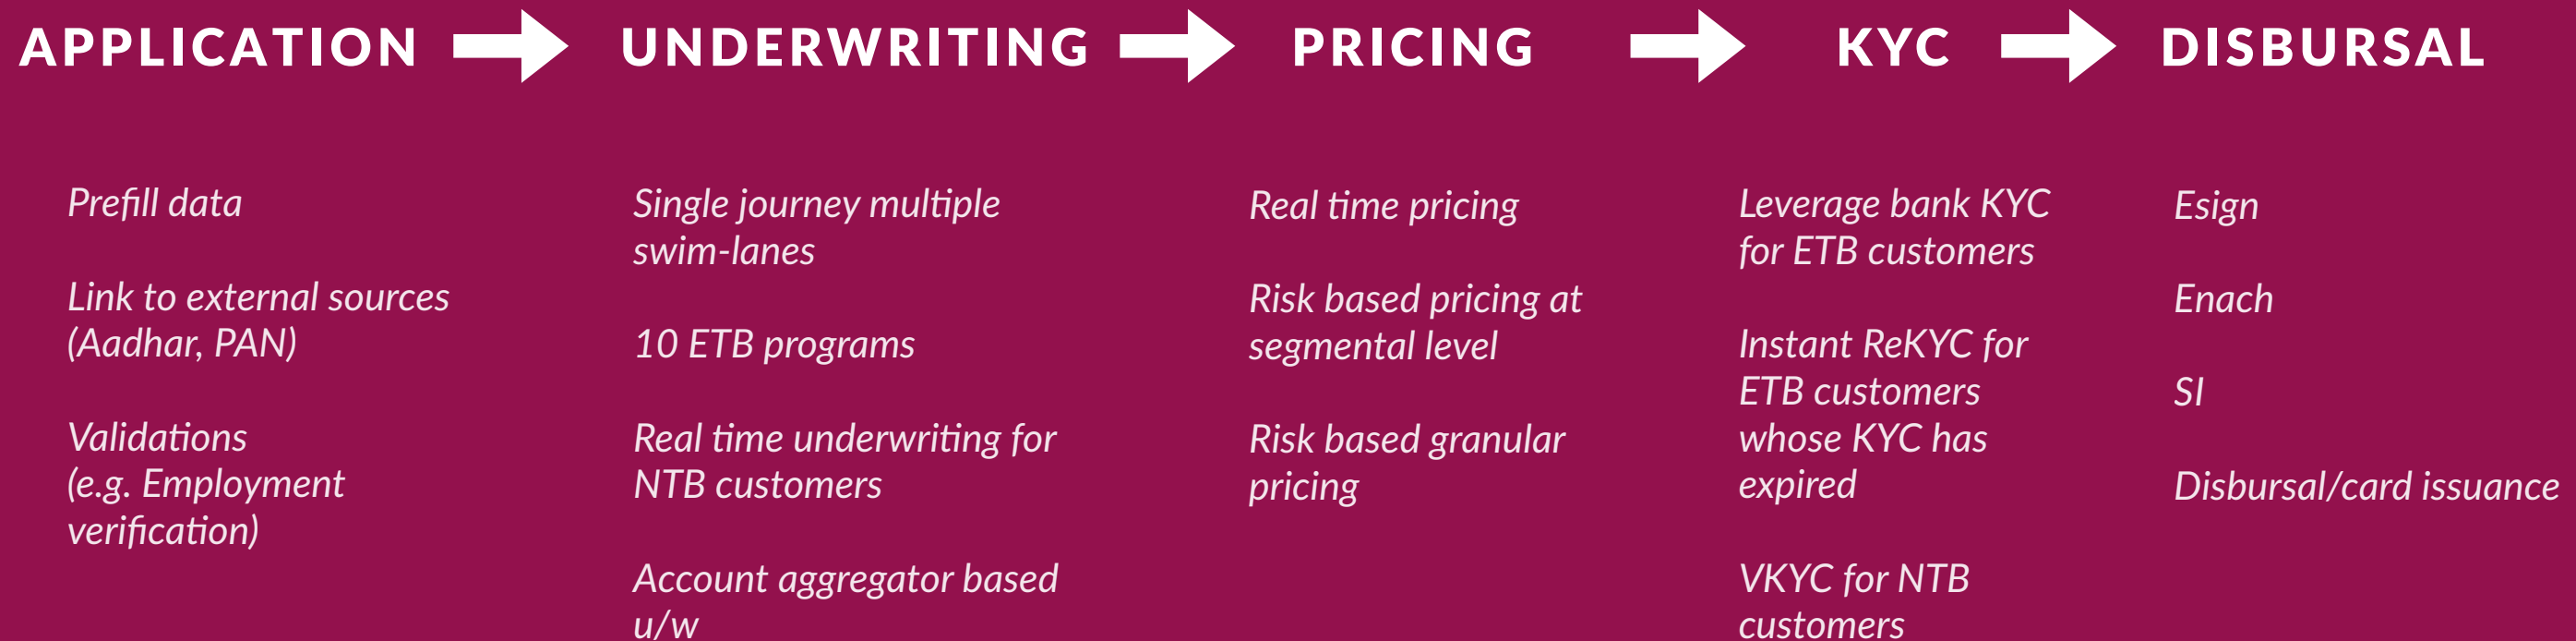 APPLICATION
UNDERWRITING
PRICING
KYC
DISBURSAL
Prefill data
Link to external sources
(Aadhar, PAN)
Validations
(e.g. Employment
verification)
Single journey multiple
swim-lanes
10 ETB programs
Real time underwriting for
NTB customers
Account aggregator based
u/w
Real time pricing
Risk based pricing at
segmental level
Risk based granular
pricing
Leverage bank KYC
for ETB customers
Instant ReKYC for
ETB customers
whose KYC has
expired
VKYC for NTB
customers
Esign
Enach
SI
Disbursal/card issuance